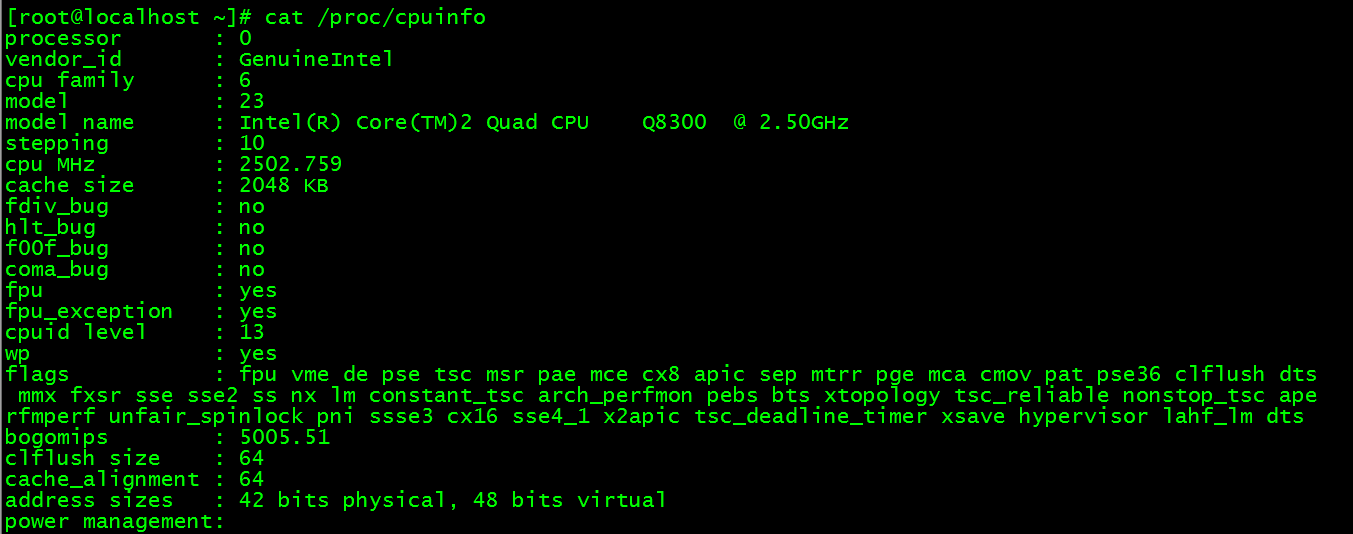 [root@localhost ~]# cat /proc/cpuinfo
processor       : 0
vendor_id       : GenuineIntel
cpu family      : 6
model           : 23
model name      : Intel(R) Core(TM)2 Quad CPU    Q8300  @ 2.50GHz
stepping        : 10
cpu MHz         : 2502.759
cache size      : 2048 KB
fdiv_bug        : no
hlt_bug         : no
f00f_bug        : no
coma_bug        : no
fpu             : yes
fpu_exception   : yes
cpuid level     : 13
wp              : yes
flags           : fpu vme de pse tsc msr pae mce cx8 apic sep mtrr pge mca cmov pat pse36 clflush dts
 mmx fxsr sse sse2 ss nx lm constant_tsc arch_perfmon pebs bts xtopology tsc_reliable nonstop_tsc ape
rfmperf unfair_spinlock pni ssse3 cx16 sse4_1 x2apic tsc_deadline_timer xsave hypervisor lahf_lm dts
bogomips        : 5005.51
clflush size    : 64
cache_alignment : 64
address sizes   : 42 bits physical, 48 bits virtual
power management: